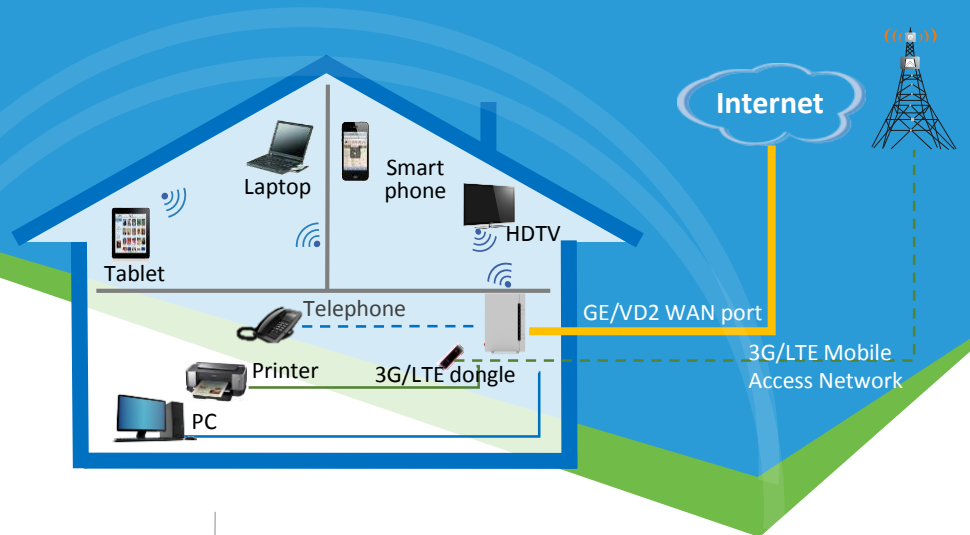 Internet
Laptop
Smart
phone
HDTV
Tablet
Telephone
GE/VD2 WAN port
3G/LTE Mobile
Access Network
Printer
3G/LTE dongle
PC